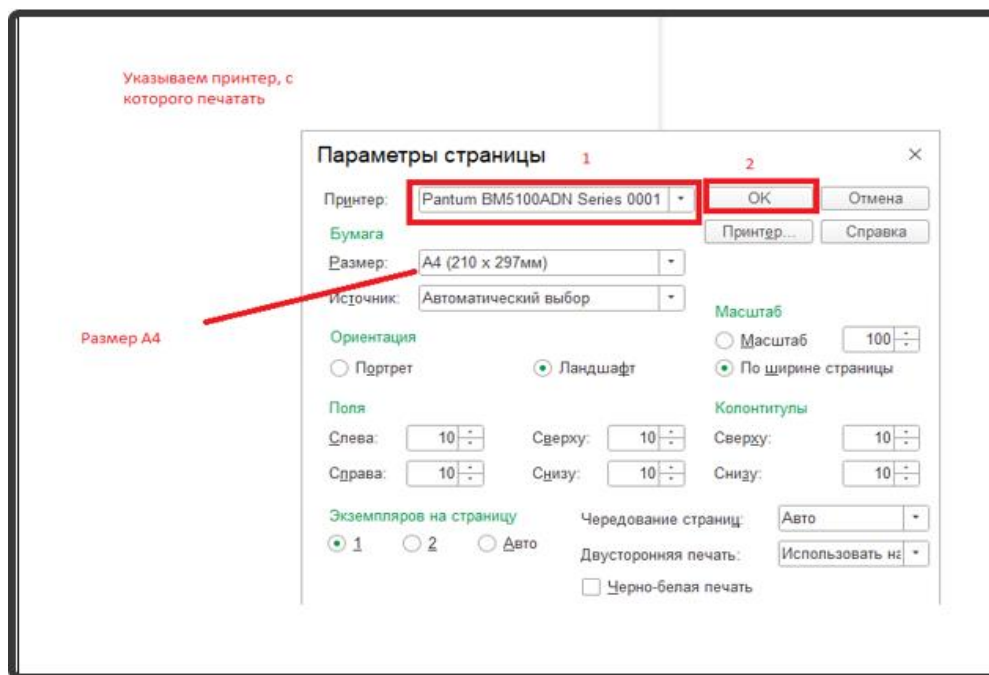 Указываем принтер, с
которого печатать
Параметры страницы
1
2
Принтер:
Pantum BM5100ADN Series 0001
OK
Отмена
Бумага
Принтер...
Справка
Размер:
A4 (210 x 297мм)
Источник:
Автоматический выбор
Размер А4
Масштаб
Ориентация
Масштаб
100
Портрет
Ландшафт
По ширине страницы
Поля
Колонтитулы
Слева:
10
Сверху:
10
Сверху:
10
Справа:
10
Снизу:
10
Снизу:
10
Экземпляров на страницу
Чередование страниц:
Авто
1
2
Авто
Двусторонняя печать:
Использовать на
Черно-белая печать